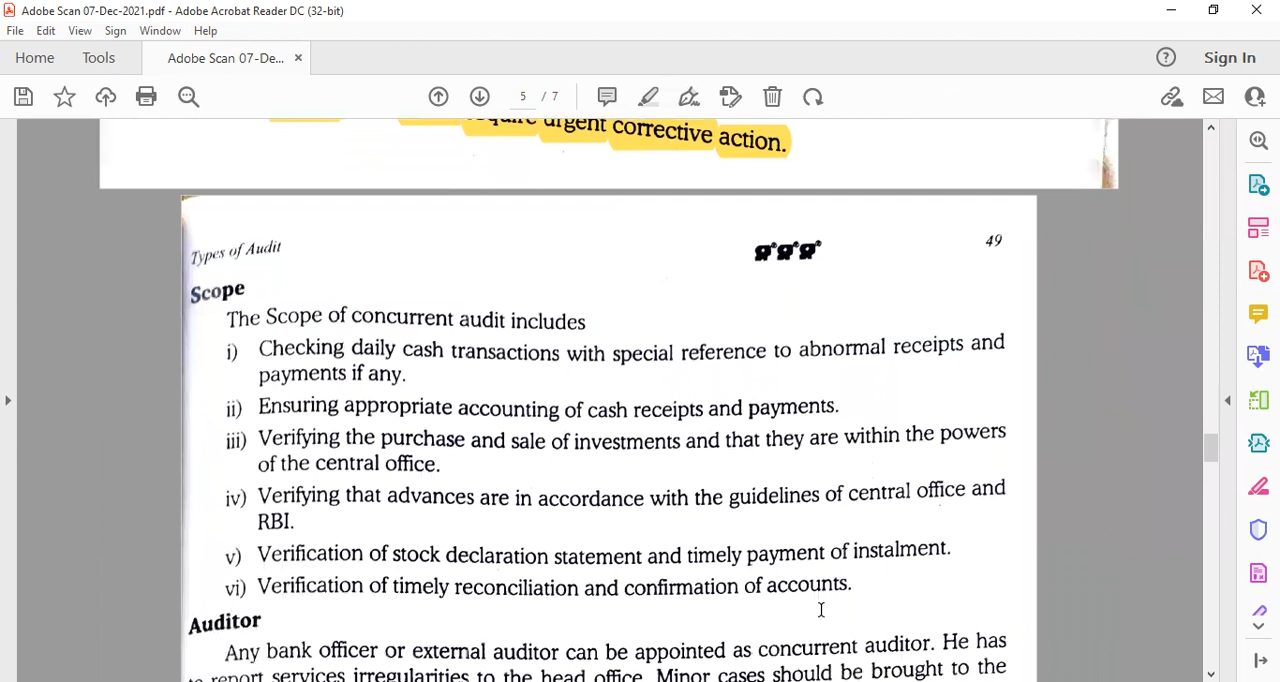 Adobe Scan 07-Dec-2021.pdf - Adobe Acrobat Reader DC (32-bit)
File Edit View Sign Window Help
Home Tools Adobe Scan 07-De... × Sign In
5 / 7
require urgent corrective action.
Types of Audit 49
Scope
The Scope of concurrent audit includes
i) Checking daily cash transactions with special reference to abnormal receipts and
payments if any.
ii) Ensuring appropriate accounting of cash receipts and payments.
iii) Verifying the purchase and sale of investments and that they are within the powers
of the central office.
iv) Verifying that advances are in accordance with the guidelines of central office and
RBI.
v) Verification of stock declaration statement and timely payment of instalment.
vi) Verification of timely reconciliation and confirmation of accounts.
Auditor
Any bank officer or external auditor can be appointed as concurrent auditor. He has
to report services irregularities to the head office. Minor cases should be brought to the